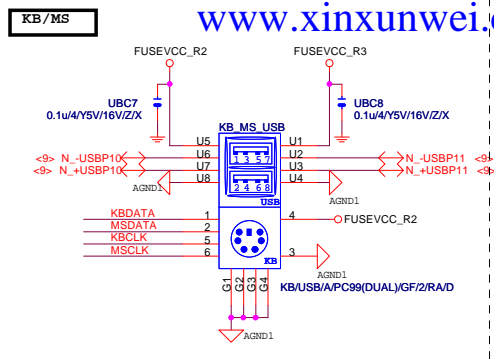 KB/MS
www.xinxunwei.
FUSEVCC_R2
FUSEVCC_R3
UBC7
0.1u/4/Y5V/16V/Z/X
UBC8
0.1u/4/Y5V/16V/Z/X
KB_MS_USB
U5 U1
<9> N_-USBP10 U6 U2 N_-USBP11 <9>
<9> N_+USBP10 U7 U3 N_+USBP11 <9>
U8 U4
1 3 5 7
2 4 6 8
AGND1 AGND1
USB
KBDATA 1 4 FUSEVCC_R2
MSDATA 2
KBCLK 5
MSCLK 6 3
KB
AGND1
G1 G2 G3 G4
KB/USB/A/PC99(DUAL)/GF/2/RA/D
AGND1